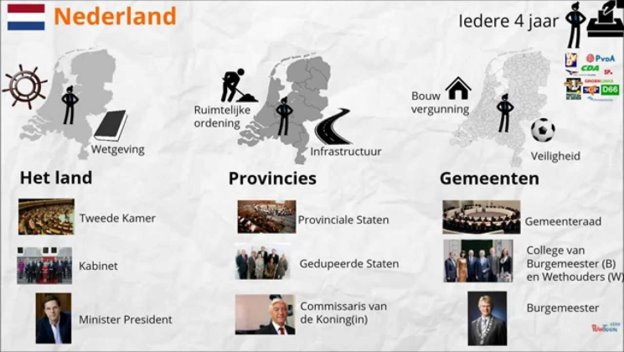 Nederland
Iedere 4 jaar
PvdA
CDA
SP.
SGP
D66
Wetgeving
Ruimtelijke
ordening
Infrastructuur
Bouw
vergunning
Veiligheid
Het land
Provincies
Gemeenten
Tweede Kamer
Provinciale Staten
Gemeenteraad
Kabinet
Gedupeerde Staten
College van
Burgemeester (B)
en Wethouders (W)
Minister President
Commissaris van
de Koning(in)
Burgemeester